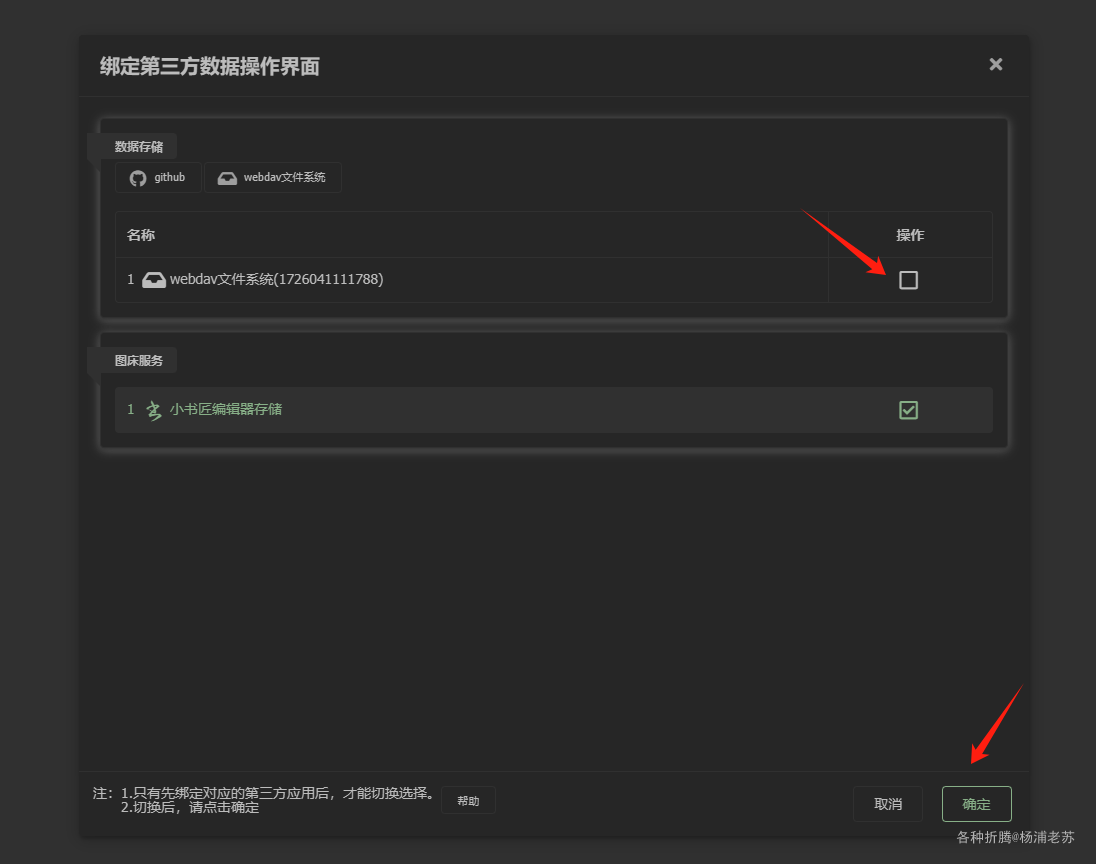 绑定第三方数据操作界面
数据存储
github webdav文件系统
名称 操作
1 webdav文件系统(1726041111788)
图床服务
1 小书匠编辑器存储
注：1.只有先绑定对应的第三方应用后，才能切换选择。 帮助
2.切换后，请点击确定
取消 确定
各种折腾@杨浦老苏